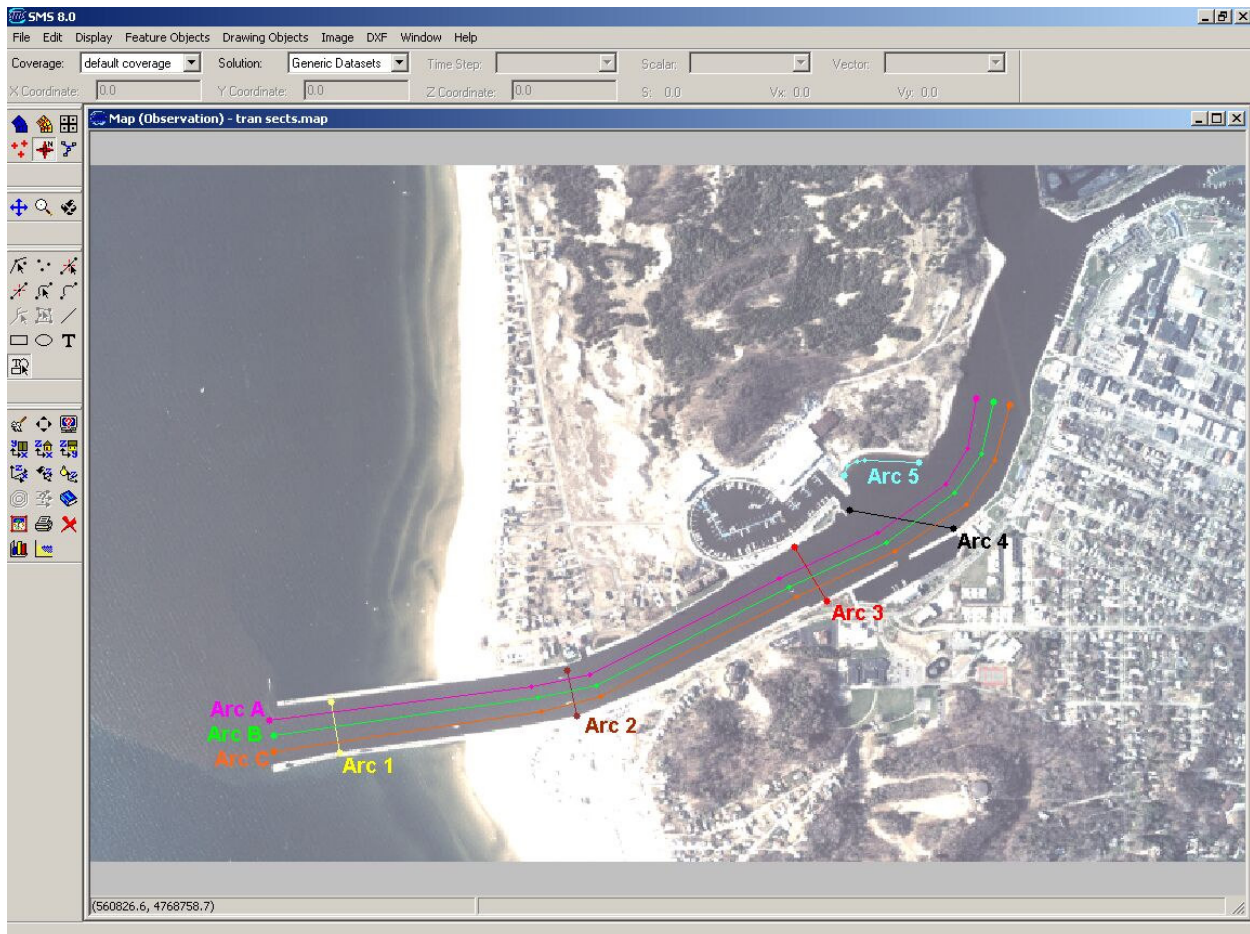 SMS 8.0
File Edit Display Feature Objects Drawing Objects Image DXF Window Help
Coverage: default coverage Solution: Generic Datasets Time Step: Scalar: Vector:
X Coordinate: 0.0 Y Coordinate: 0.0 Z Coordinate: 0.0 S: 0.0 Vx: 0.0 Vy: 0.0
Map (Observation) - tran sects.map
Arc 5
Arc 4
Arc 3
Arc A
Arc 2
Arc B
Arc C
Arc 1
(560826.6, 4768758.7)